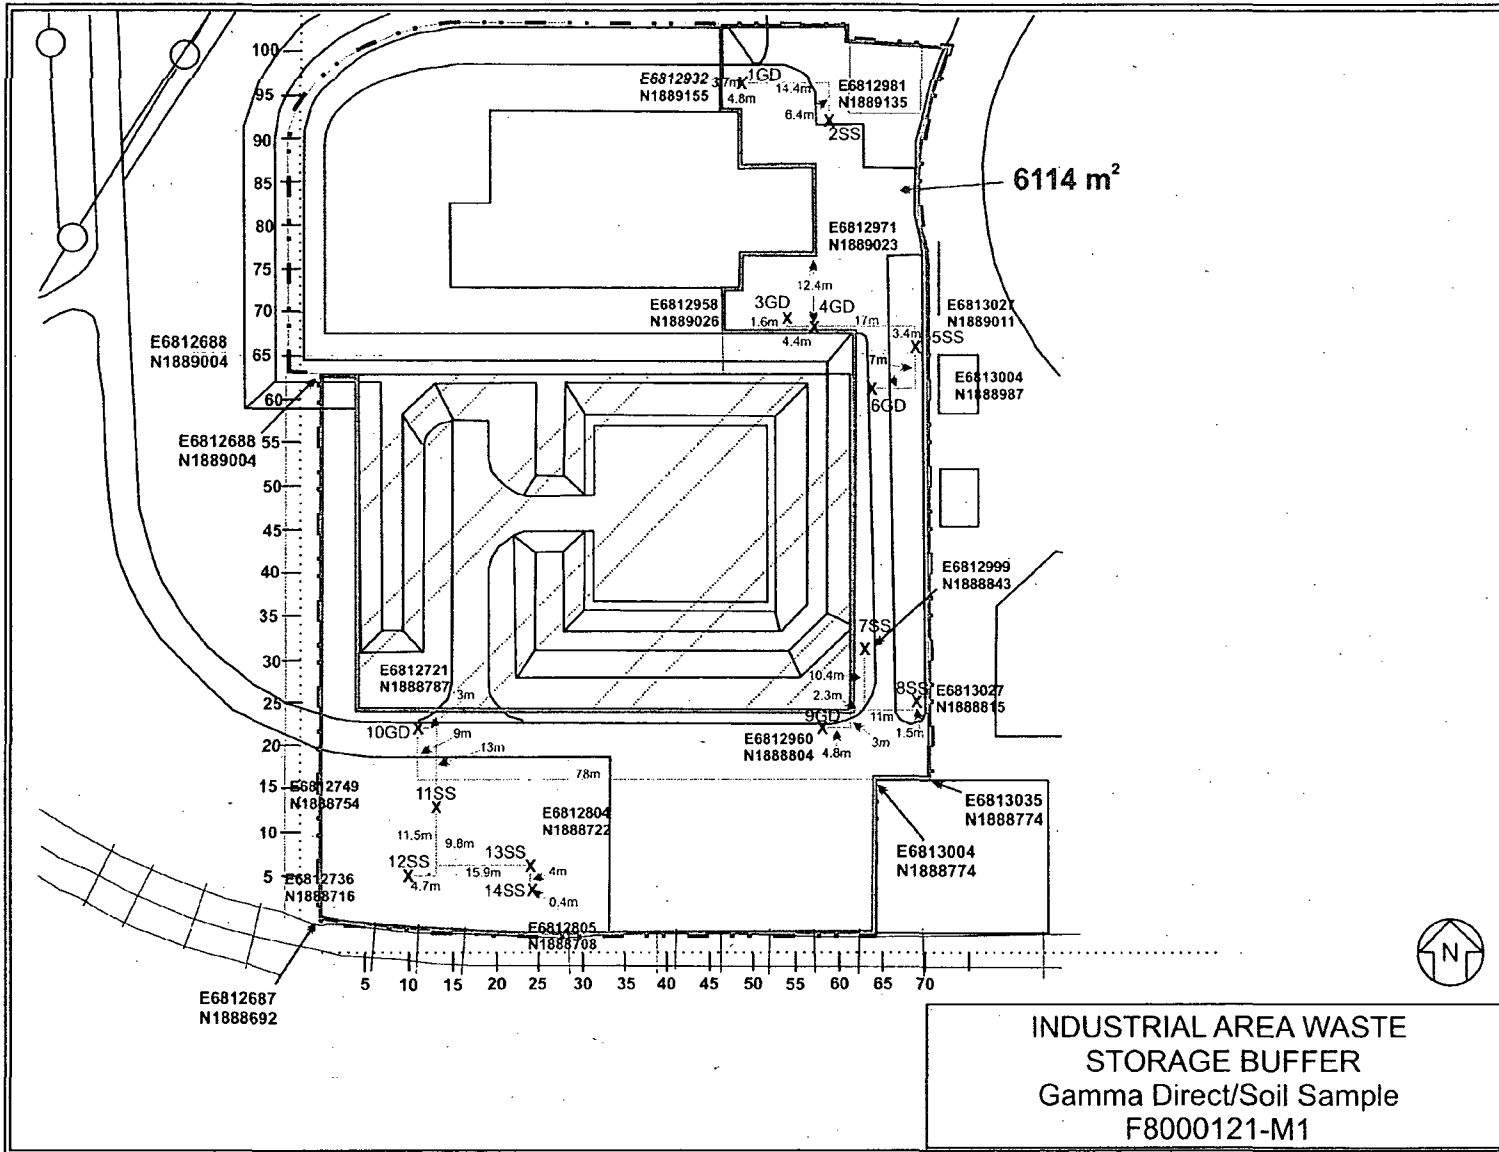 100
95
90
85
80
75
70
65
60
55
50
45
40
35
30
25
20
15
10
5
E6812932
N1889155
3.7m
1GD
4.8m
14.4m
E6812981
N1889135
6.4m
2SS
6114 m²
E6812971
N1889023
12.4m
E6812958
N1889026
3GD
4GD
1.6m
4.4m
17m
E6813027
N1889011
3.4m
5SS
7m
6GD
E6813004
N1888987
E6812688
N1889004
E6812688
N1889004
E6812999
N1888843
7SS
10.4m
2.3m
8SS
E6813027
N1888815
11m
1.5m
3m
9GD
4.8m
E6812960
N1888804
E6812721
N1888787
3m
10GD
9m
13m
78m
E6812749
N1888754
11SS
11.5m
9.8m
E6812804
N1888722
12SS
4.7m
13SS
15.9m
4m
14SS
0.4m
E6812736
N1888716
E6812805
N1888708
E6813035
N1888774
E6813004
N1888774
E6812687
N1888692
5 10 15 20 25 30 35 40 45 50 55 60 65 70
N
INDUSTRIAL AREA WASTE
STORAGE BUFFER
Gamma Direct/Soil Sample
F8000121-M1